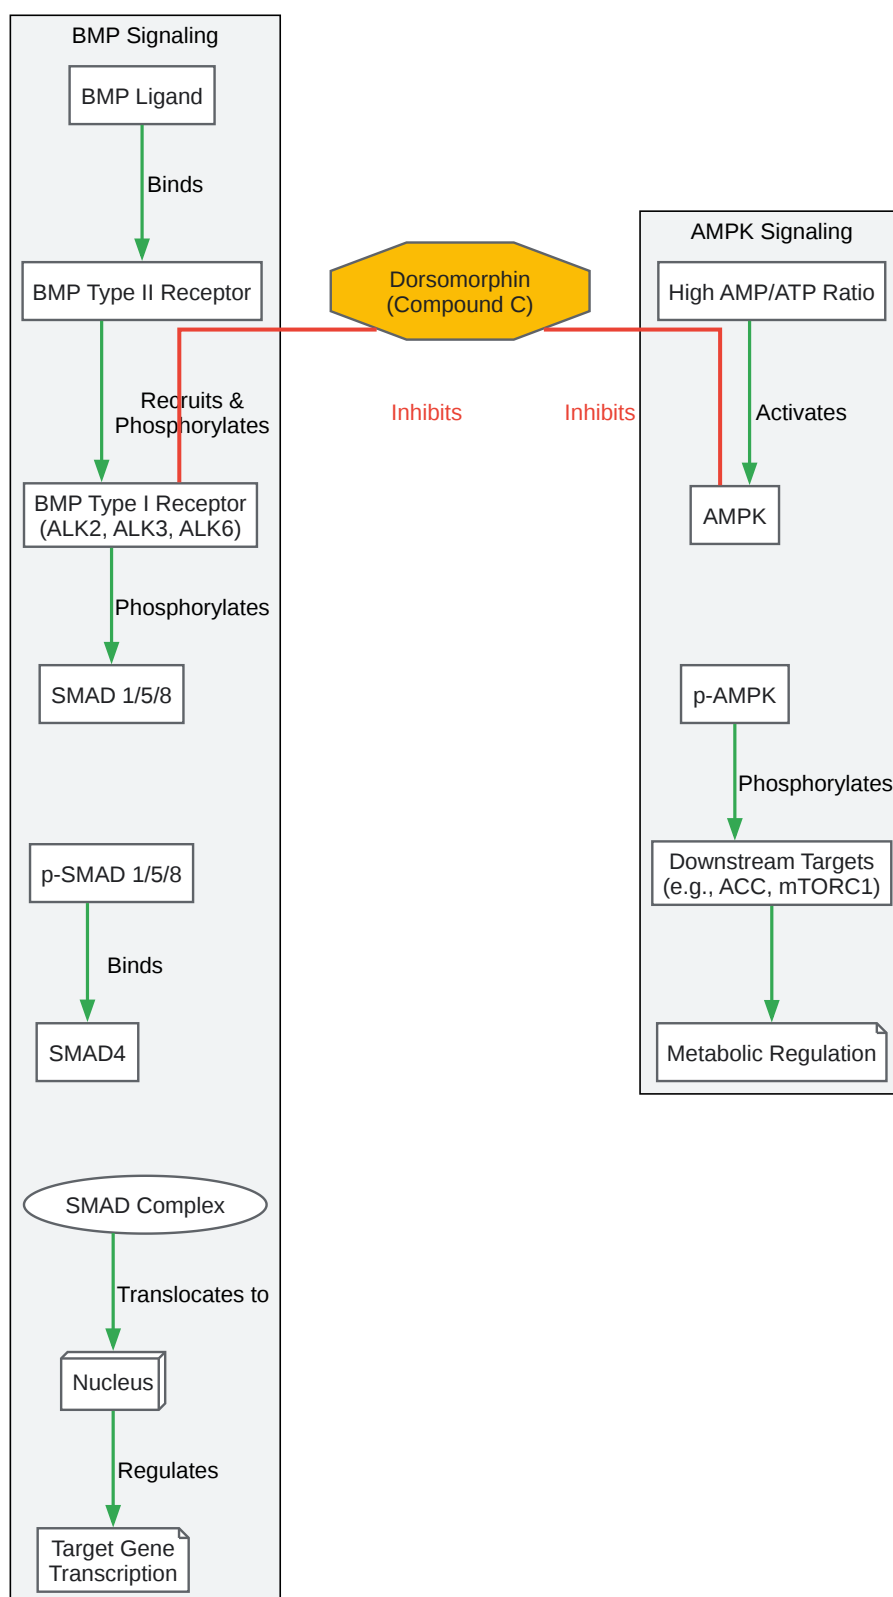 BMP Signaling
BMP Ligand
Binds
BMP Type II Receptor
Recruits &
Phosphorylates
BMP Type I Receptor
(ALK2, ALK3, ALK6)
Phosphorylates
SMAD 1/5/8
p-SMAD 1/5/8
Binds
SMAD4
SMAD Complex
Translocates to
Nucleus
Regulates
Target Gene
Transcription
Dorsomorphin
(Compound C)
Inhibits
Inhibits
AMPK Signaling
High AMP/ATP Ratio
Activates
AMPK
p-AMPK
Phosphorylates
Downstream Targets
(e.g., ACC, mTORC1)
Metabolic Regulation